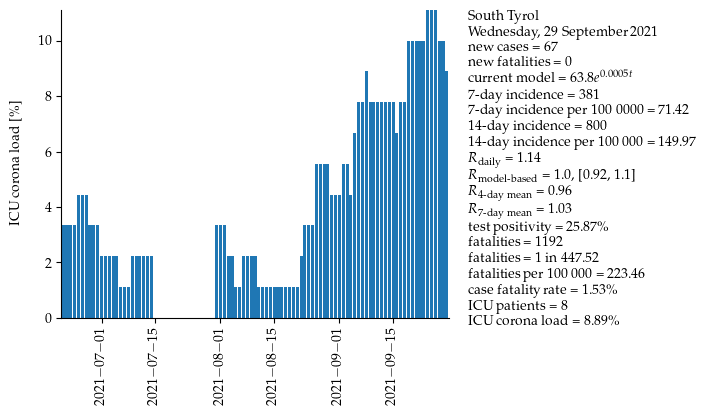 South Tyrol
Wednesday, 29 September 2021
new cases = 67
new fatalities = 0
current model = 63.8e^0.0005t
7-day incidence = 381
7-day incidence per 100 0000 = 71.42
14-day incidence = 800
14-day incidence per 100 000 = 149.97
R_daily = 1.14
R_model-based = 1.0, [0.92, 1.1]
R_4-day mean = 0.96
R_7-day mean = 1.03
test positivity = 25.87%
fatalities = 1192
fatalities = 1 in 447.52
fatalities per 100 000 = 223.46
case fatality rate = 1.53%
ICU patients = 8
ICU corona load = 8.89%
ICU corona load [%]
10
8
6
4
2
0
2021−07−01
2021−07−15
2021−08−01
2021−08−15
2021−09−01
2021−09−15